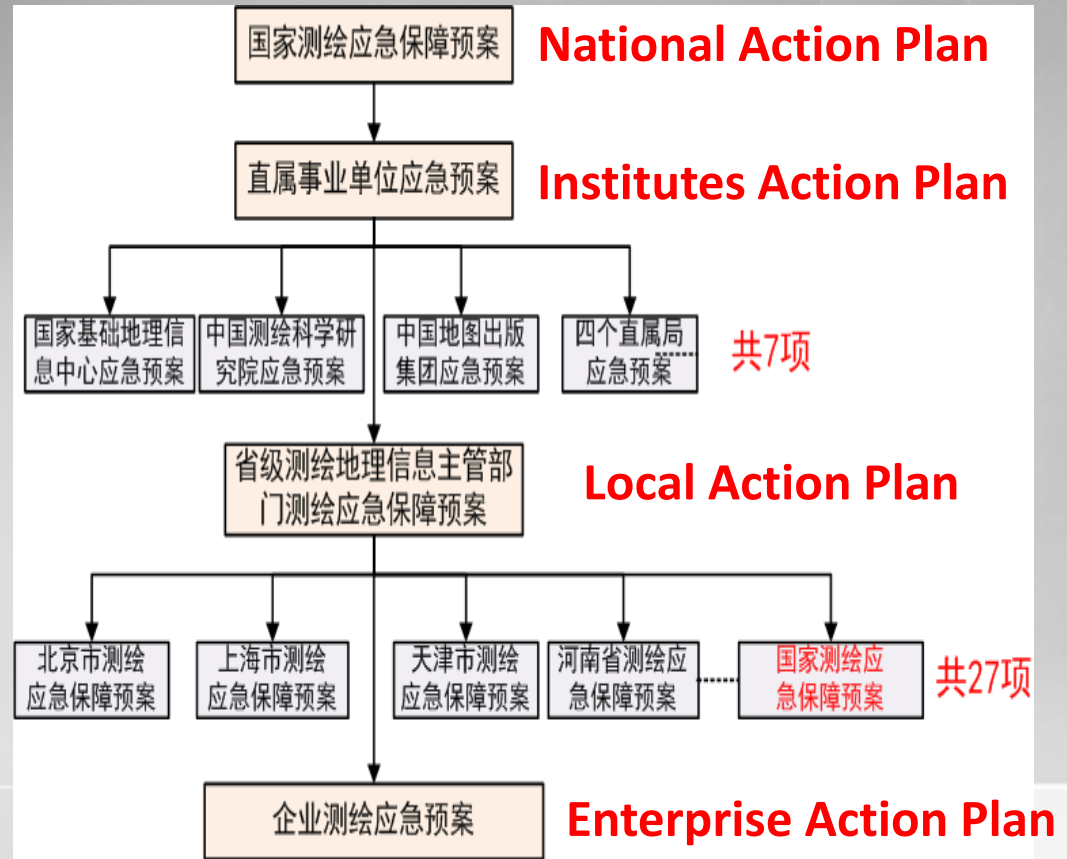 国家测绘应急保障预案
National Action Plan
直属事业单位应急预案
Institutes Action Plan
国家基础地理信
息中心应急预案
中国测绘科学研
究院应急预案
中国地图出版
集团应急预案
四个直属局
应急预案
共7项
省级测绘地理信息主管部
门测绘应急保障预案
Local Action Plan
北京市测绘
应急保障预案
上海市测绘
应急保障预案
天津市测绘
应急保障预案
河南省测绘应
急保障预案
国家测绘应
急保障预案
共27项
企业测绘应急预案
Enterprise Action Plan